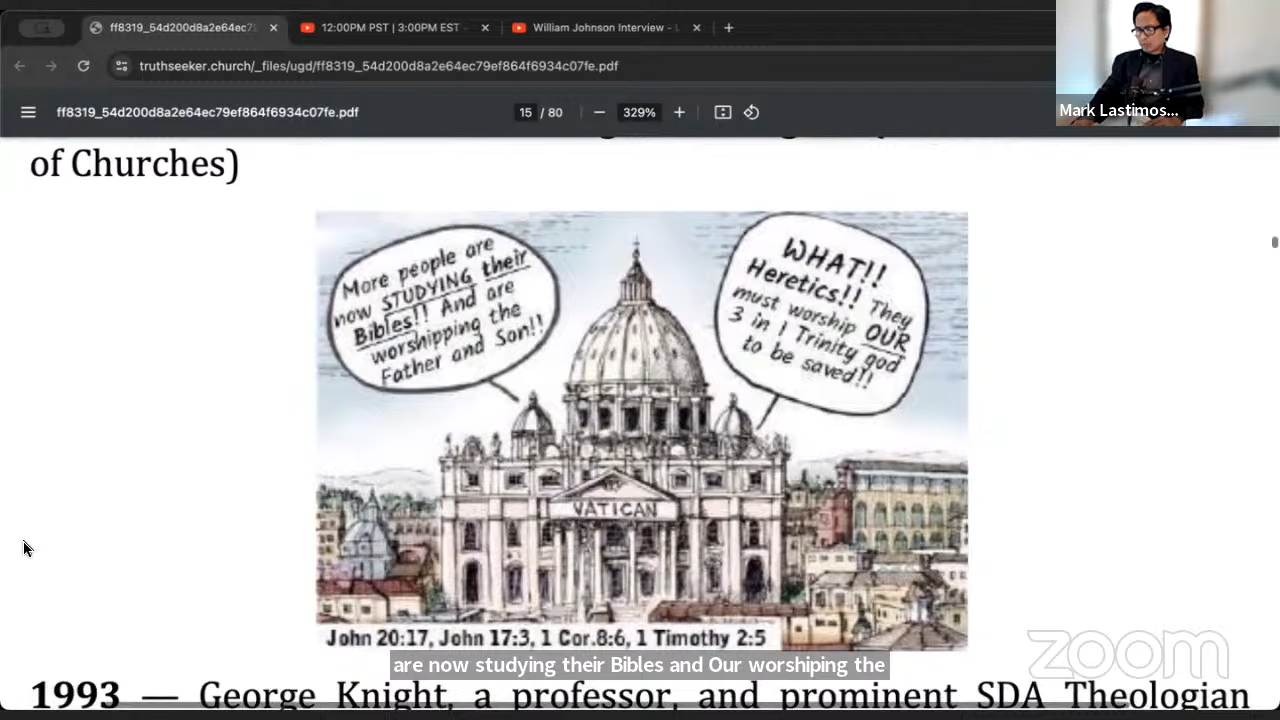 ff8319_54d200d8a2e64ec79
12:00PM PST | 3:00PM EST
William Johnson Interview -
truthseeker.church/_files/ugd/ff8319_54d200d8a2e64ec79ef864f6934c07fe.pdf
ff8319_54d200d8a2e64ec79ef864f6934c07fe.pdf
15 / 80
329%
Mark Lastimos...
of Churches)
More people are
now STUDYING their
Bibles!! And are
worshipping the
Father and Son!!
WHAT!!
Heretics!! They
must worship OUR
3 in 1 Trinity god
to be saved!!
VATICAN
John 20:17, John 17:3, 1 Cor.8:6, 1 Timothy 2:5
are now studying their Bibles and Our worshiping the
zoom
1993 — George Knight, a professor, and prominent SDA Theologian